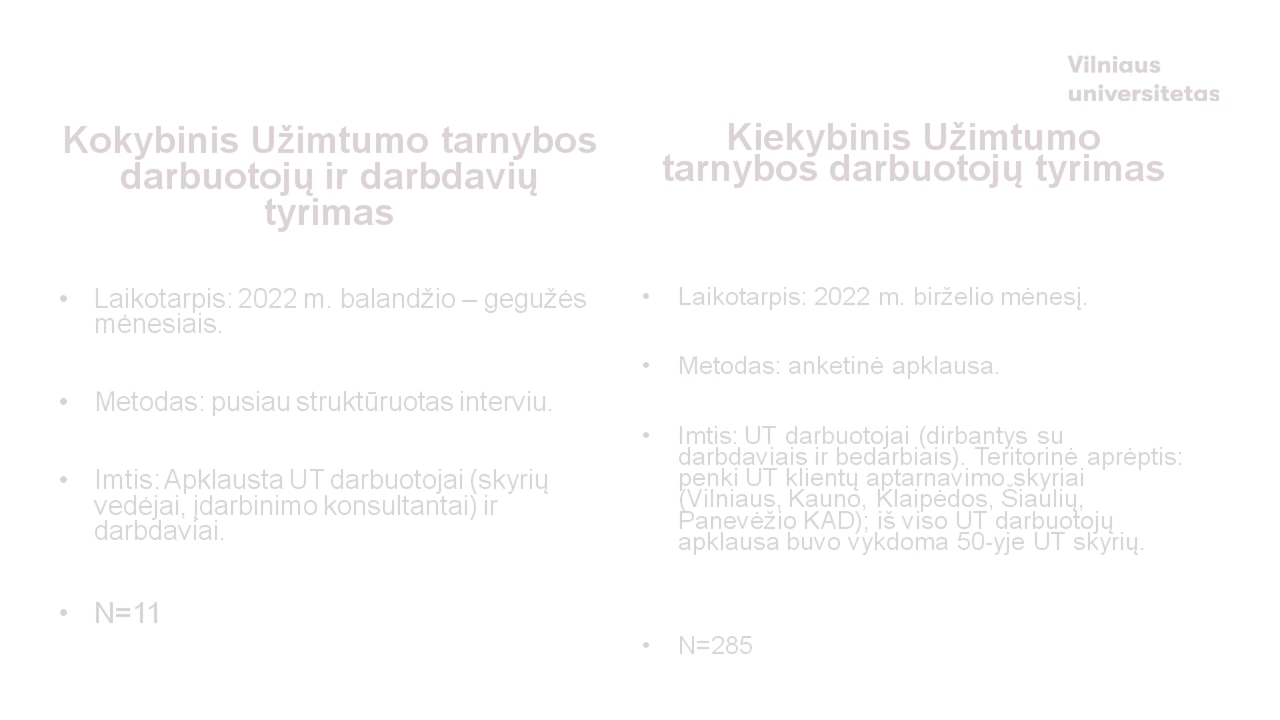 Vilniaus
universitetas
Kokybinis Užimtumo tarnybos
darbuotojų ir darbdavių
tyrimas
• Laikotarpis: 2022 m. balandžio – gegužės
mėnesiais.
• Metodas: pusiau struktūruotas interviu.
• Imtis: Apklausta UT darbuotojai (skyrių
vedėjai, įdarbinimo konsultantai) ir
darbdaviai.
• N=11
Kiekybinis Užimtumo
tarnybos darbuotojų tyrimas
• Laikotarpis: 2022 m. birželio mėnesį.
• Metodas: anketinė apklausa.
• Imtis: UT darbuotojai (dirbantys su
darbdaviais ir bedarbiais). Teritorinė aprėptis:
penki UT klientų aptarnavimo skyriai
(Vilniaus, Kauno, Klaipėdos, Šiaulių,
Panevėžio KAD); iš viso UT darbuotojų
apklausa buvo vykdoma 50-yje UT skyrių.
• N=285